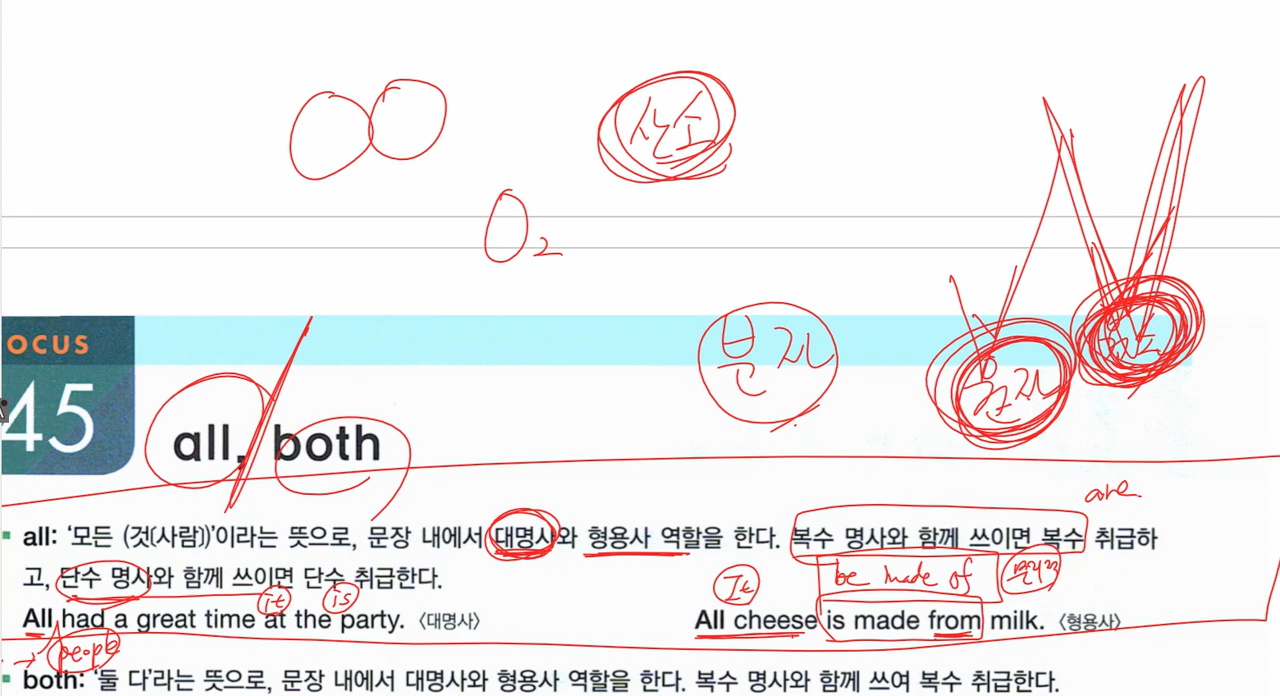 산소
O₂
분자
원자
원소
OCUS
45
all, both
are
all: '모든 (것(사람))'이라는 뜻으로, 문장 내에서 대명사와 형용사 역할을 한다. 복수 명사와 함께 쓰이면 복수 취급하
고, 단수 명사와 함께 쓰이면 단수 취급한다.
It be made of
it is
All had a great time at the party. 〈대명사〉 All cheese is made from milk. 〈형용사〉
→ people
both: '둘 다'라는 뜻으로, 문장 내에서 대명사와 형용사 역할을 한다. 복수 명사와 함께 쓰여 복수 취급한다.